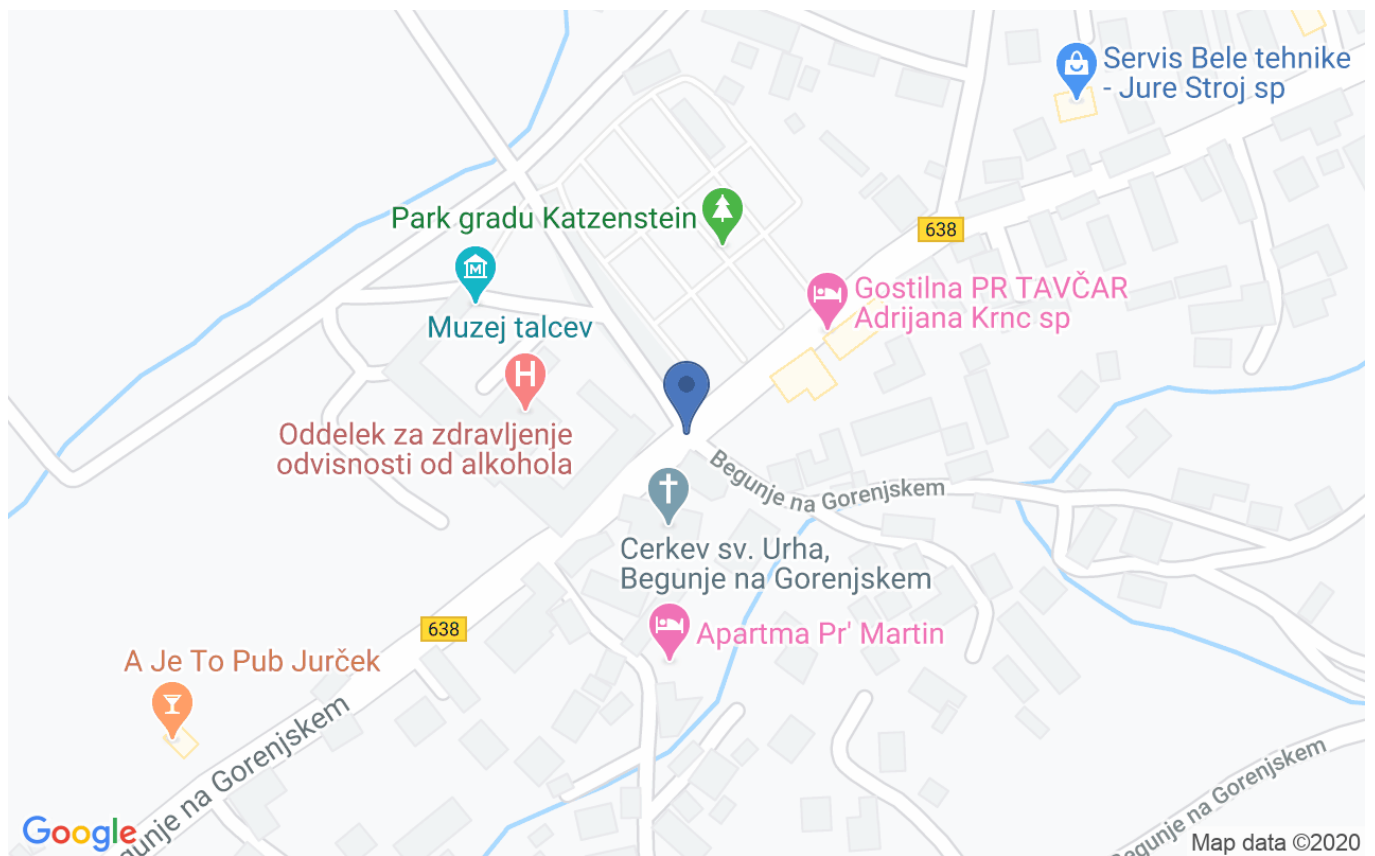 Servis Bele tehnike
- Jure Stroj sp
Park gradu Katzenstein
638
Muzej talcev
Gostilna PR TAVČAR
Adrijana Krnc sp
Oddelek za zdravljenje
odvisnosti od alkohola
Begunje na Gorenjskem
Cerkev sv. Urha,
Begunje na Gorenjskem
638
Apartma Pr' Martin
A Je To Pub Jurček
unje na Gorenjskem
Begunje na Gorenjskem
Google
Map data ©2020